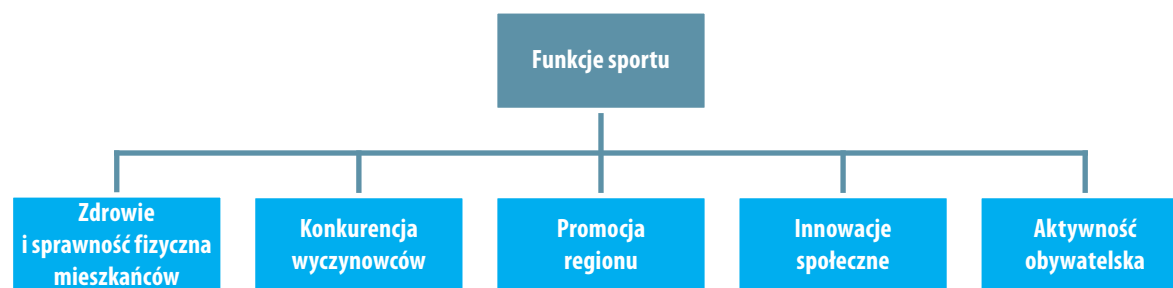 Funkcje sportu
Zdrowie
i sprawność fizyczna
mieszkańców
Konkurencja
wyczynowców
Promocja
regionu
Innowacje
społeczne
Aktywność
obywatelska